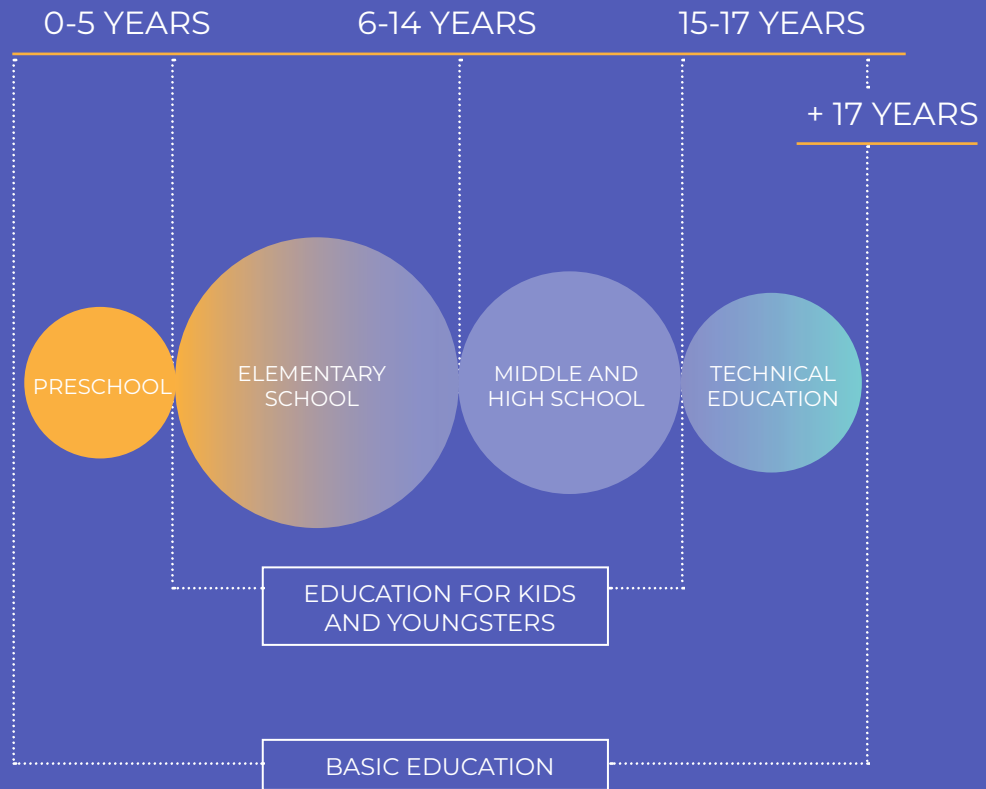 0-5 YEARS
6-14 YEARS
15-17 YEARS
+ 17 YEARS
PRESCHOOL
ELEMENTARY
SCHOOL
MIDDLE AND
HIGH SCHOOL
TECHNICAL
EDUCATION
EDUCATION FOR KIDS
AND YOUNGSTERS
BASIC EDUCATION